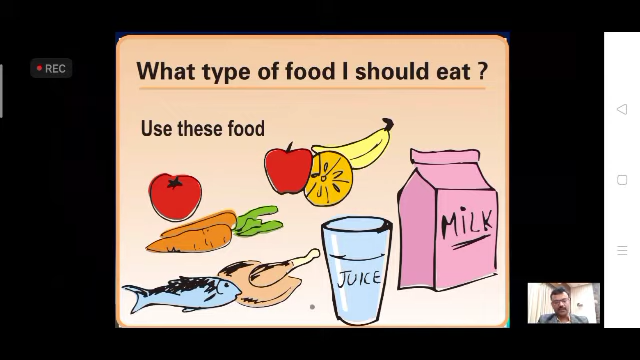 REC
What type of food I should eat ?
Use these food
MiLK
JUICE